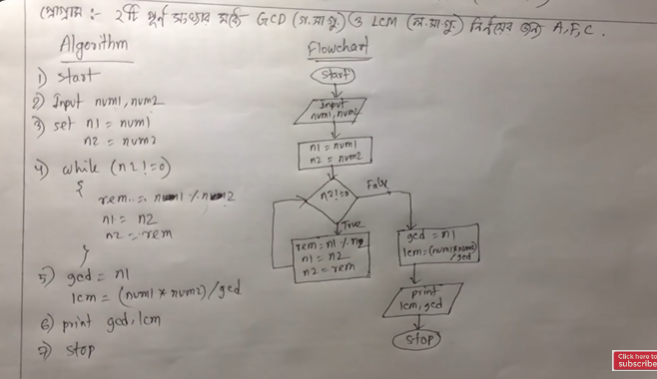 প্রোগ্রাম :- ২টি পূর্ন সংখ্যার মধ্যে GCD (গ.সা.গু.) ও LCM (ল.সা.গু.) নির্নয়ের জন্য A, F, C.
Algorithm
1) start
2) Input num1, num2
3) set n1 = num1
n2 = num2
4) while (n2!=0)
{
rem = num1 % num2
n1 = n2
n2 = rem
}
5) gcd = n1
lcm = (num1 * num2)/gcd
6) print gcd, lcm
7) stop
Flowchart
start
Input
num1, num2
n1 = num1
n2 = num2
n2!=0
False
True
rem = n1 % n2
n1 = n2
n2 = rem
gcd = n1
lcm = (num1*num2)
/gcd
print
lcm, gcd
stop
Click here to
subscribe